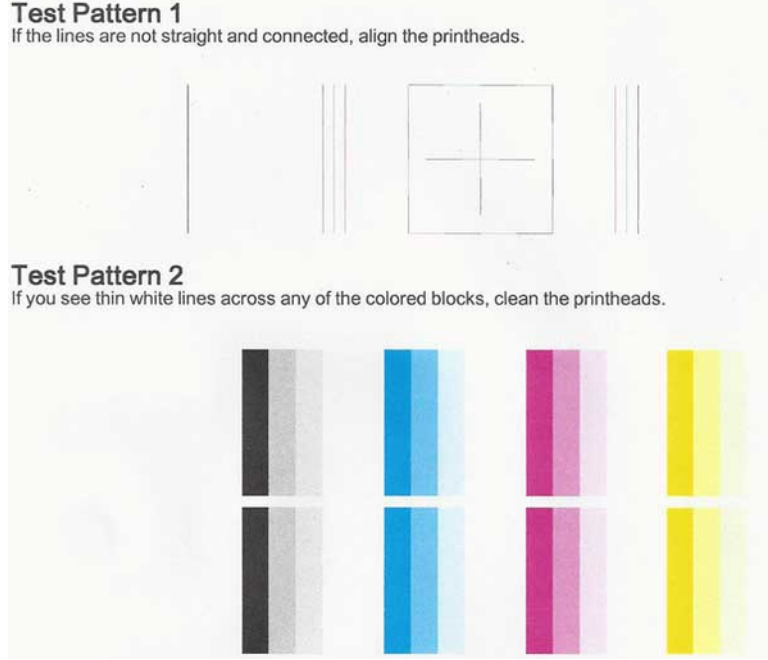 Test Pattern 1
If the lines are not straight and connected, align the printheads.
Test Pattern 2
If you see thin white lines across any of the colored blocks, clean the printheads.